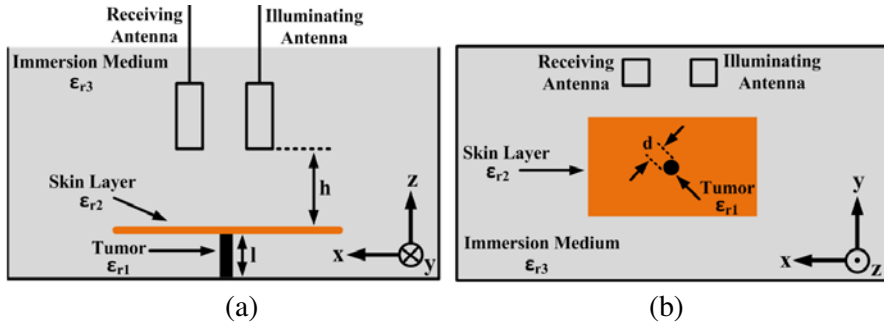 Receiving
Antenna
Illuminating
Antenna
Immersion Medium
εr3
h
Skin Layer
εr2
z
Tumor
εr1
l
x
y
(a)
Receiving
Antenna
Illuminating
Antenna
d
Skin Layer
εr2
Tumor
εr1
y
Immersion Medium
εr3
x
z
(b)